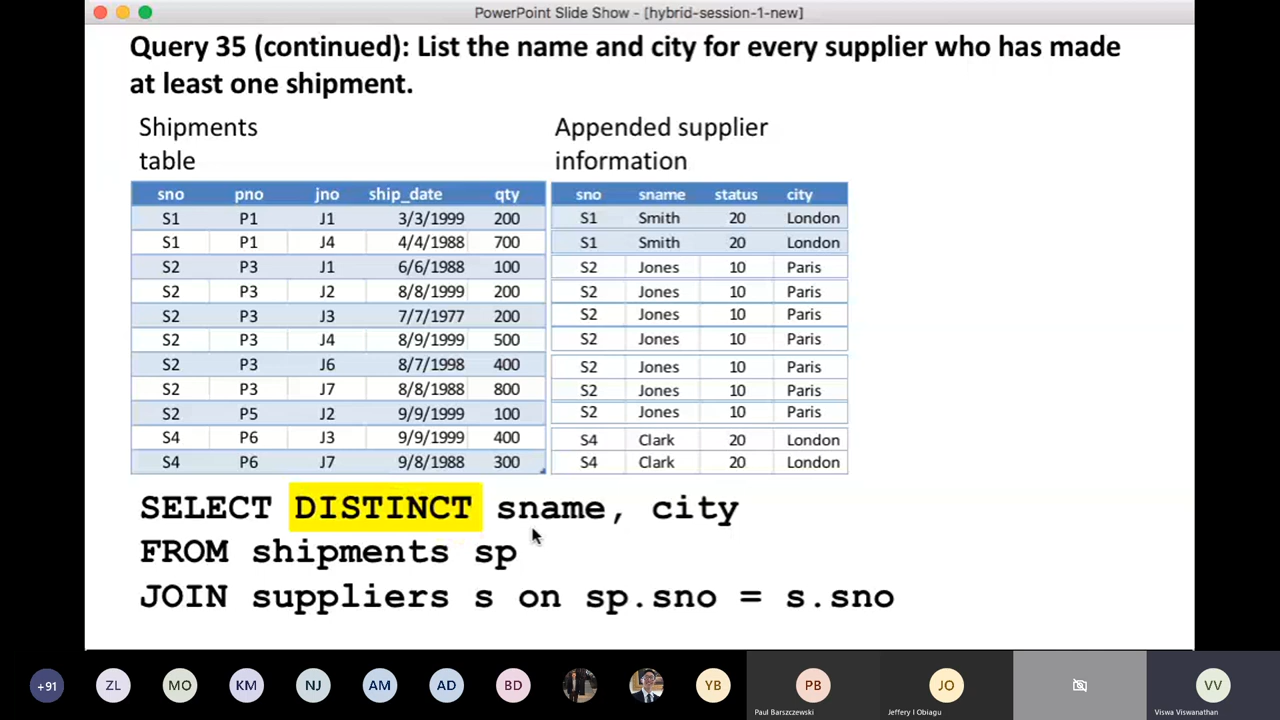 PowerPoint Slide Show - [hybrid-session-1-new]
Query 35 (continued): List the name and city for every supplier who has made
at least one shipment.
Shipments
table
Appended supplier
information
sno pno jno ship_date qty
S1 P1 J1 3/3/1999 200
S1 P1 J4 4/4/1988 700
S2 P3 J1 6/6/1988 100
S2 P3 J2 8/8/1999 200
S2 P3 J3 7/7/1977 200
S2 P3 J4 8/9/1999 500
S2 P3 J6 8/7/1998 400
S2 P3 J7 8/8/1988 800
S2 P5 J2 9/9/1999 100
S4 P6 J3 9/9/1999 400
S4 P6 J7 9/8/1988 300
sno sname status city
S1 Smith 20 London
S1 Smith 20 London
S2 Jones 10 Paris
S2 Jones 10 Paris
S2 Jones 10 Paris
S2 Jones 10 Paris
S2 Jones 10 Paris
S2 Jones 10 Paris
S2 Jones 10 Paris
S4 Clark 20 London
S4 Clark 20 London
SELECT DISTINCT sname, city
FROM shipments sp
JOIN suppliers s on sp.sno = s.sno
+91 ZL MO KM NJ AM AD BD YB PB JO VV
Paul Barszczewski Jeffery I Obiagu Viswa Viswanathan